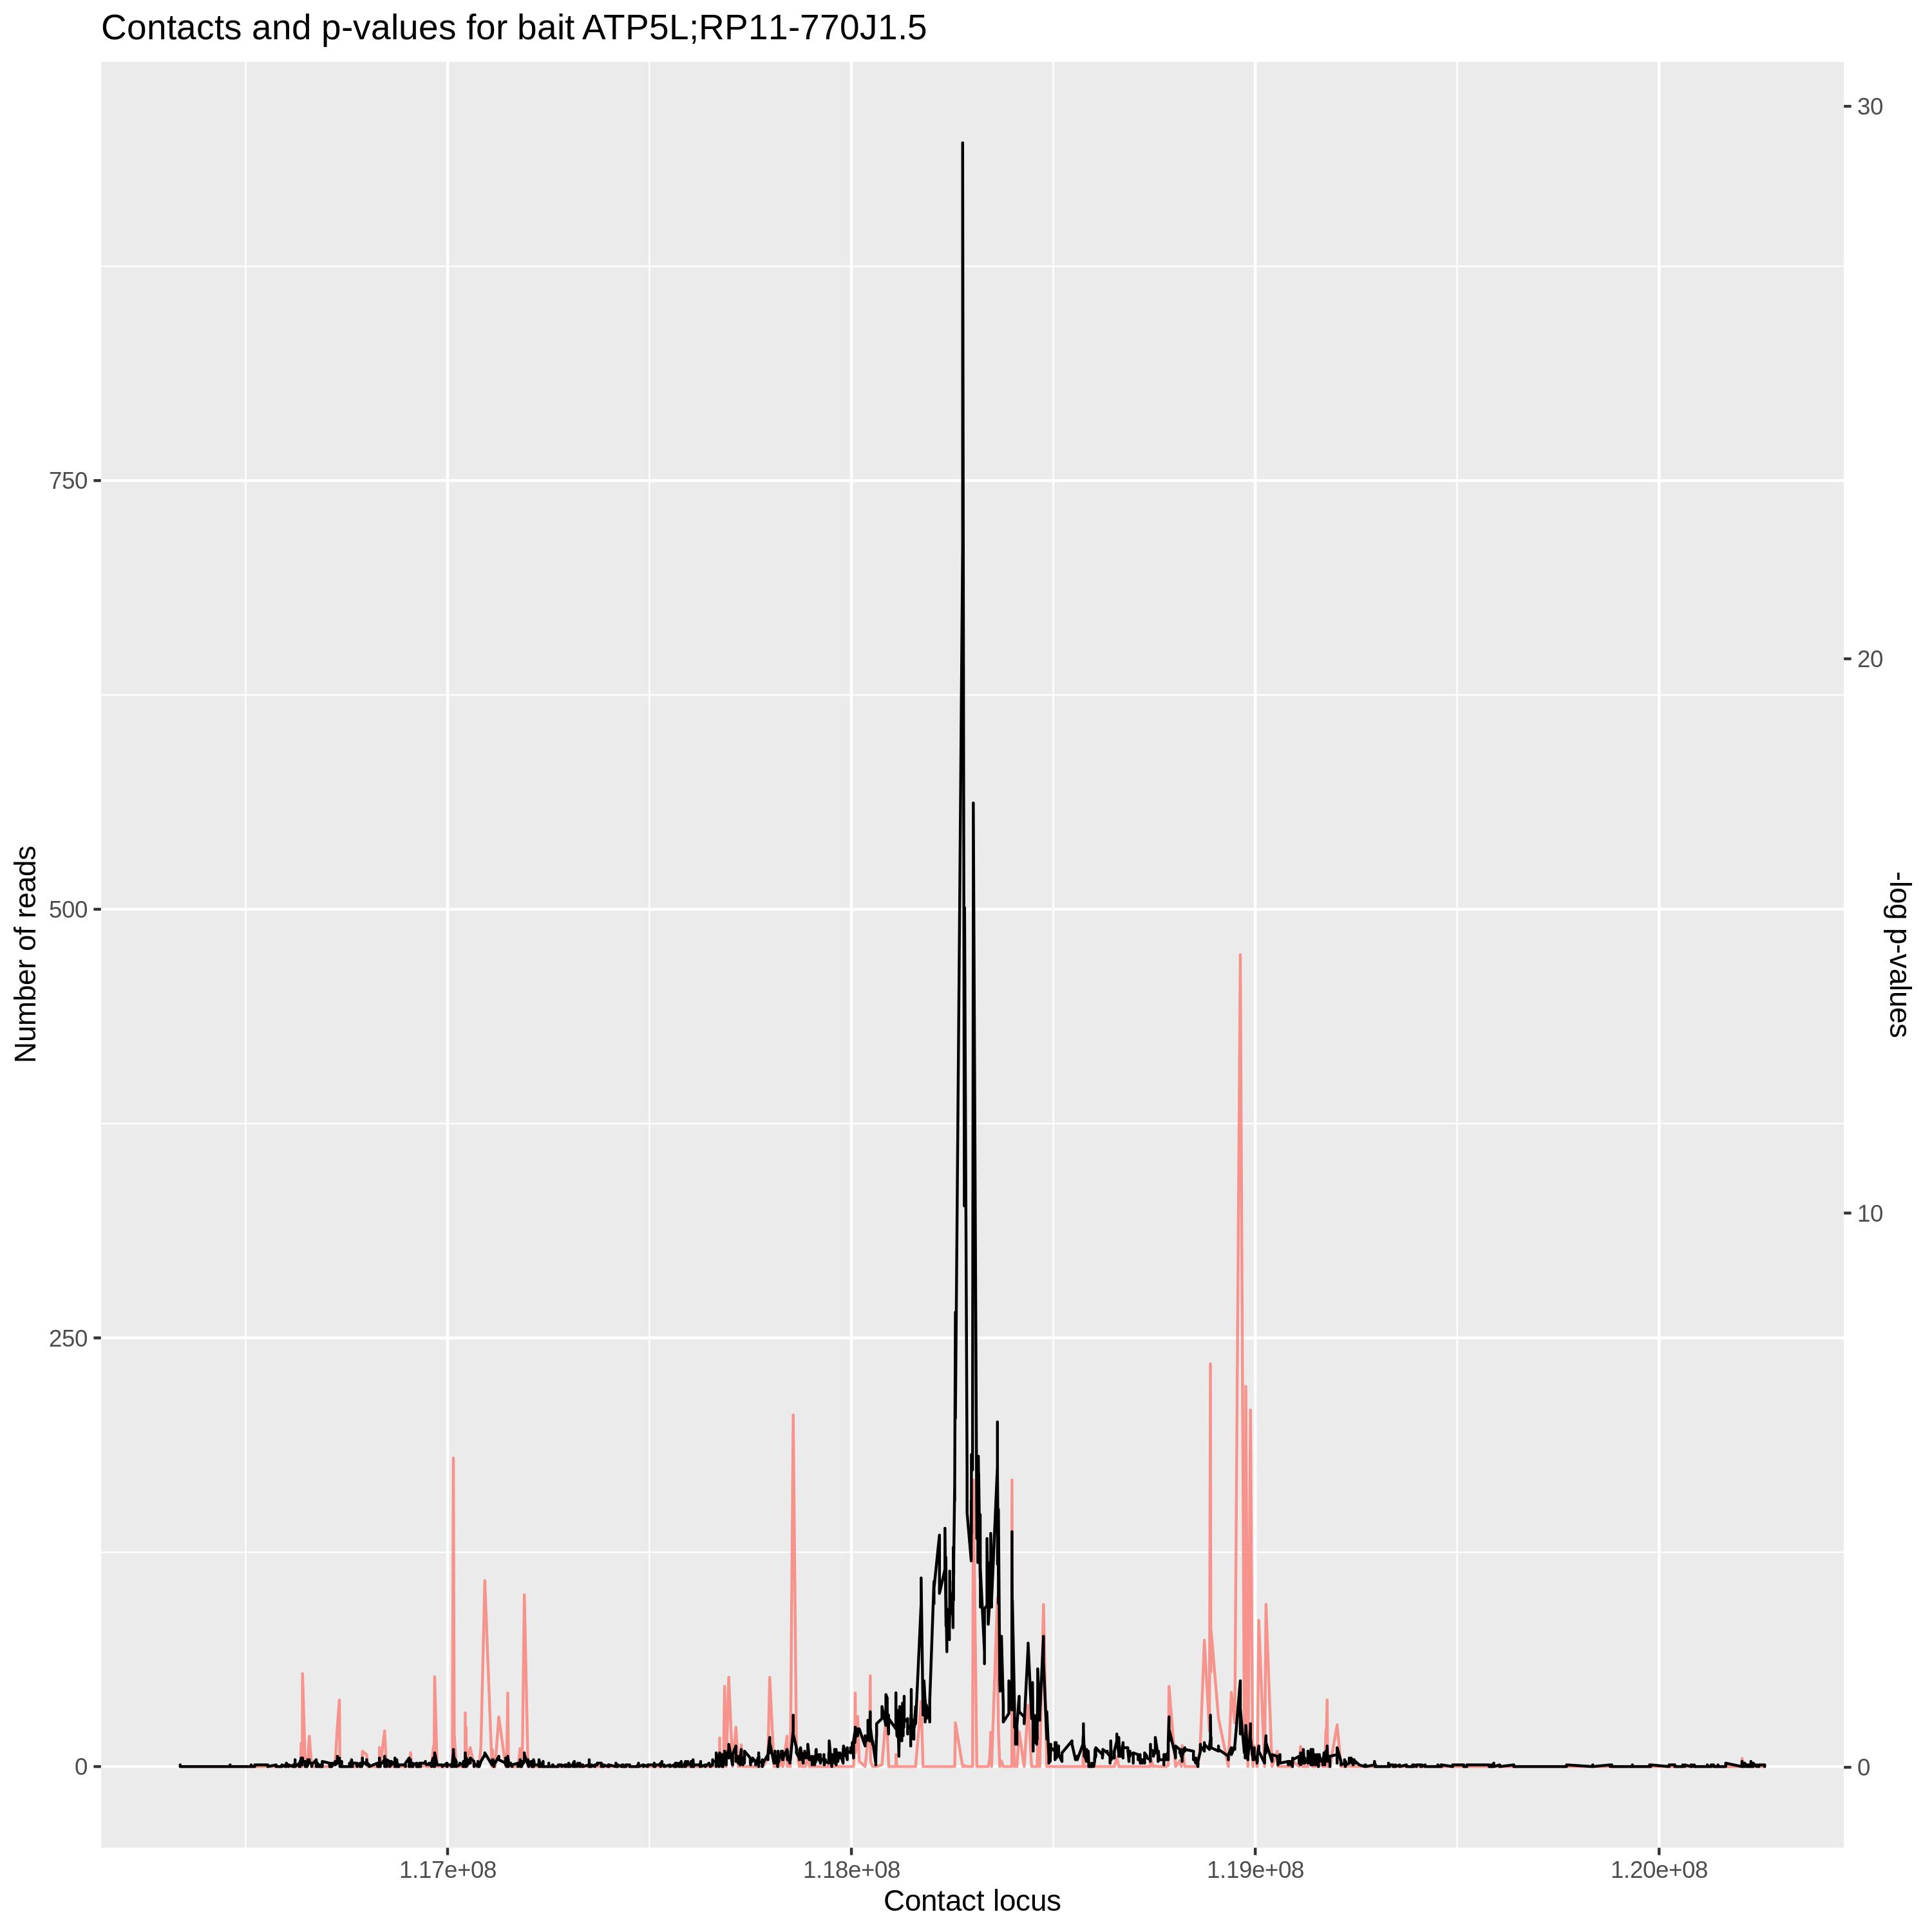 Contacts and p-values for bait ATP5L;RP11-770J1.5
Number of reads
750
500
250
0
30
20
10
0
-log p-values
1.17e+08
1.18e+08
1.19e+08
1.20e+08
Contact locus